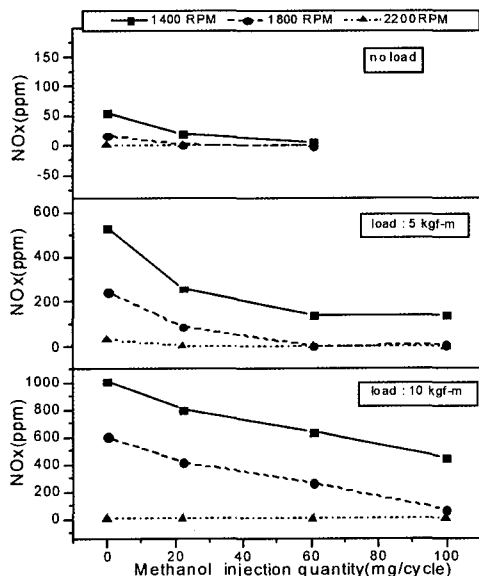 1400 RPM 1800 RPM 2200 RPM
no load
150
100
50
0
-50
NOx(ppm)
load : 5 kgf-m
600
400
200
0
NOx(ppm)
load : 10 kgf-m
1000
800
600
400
200
0
NOx(ppm)
0 20 40 60 80 100
Methanol injection quantity(mg/cycle)